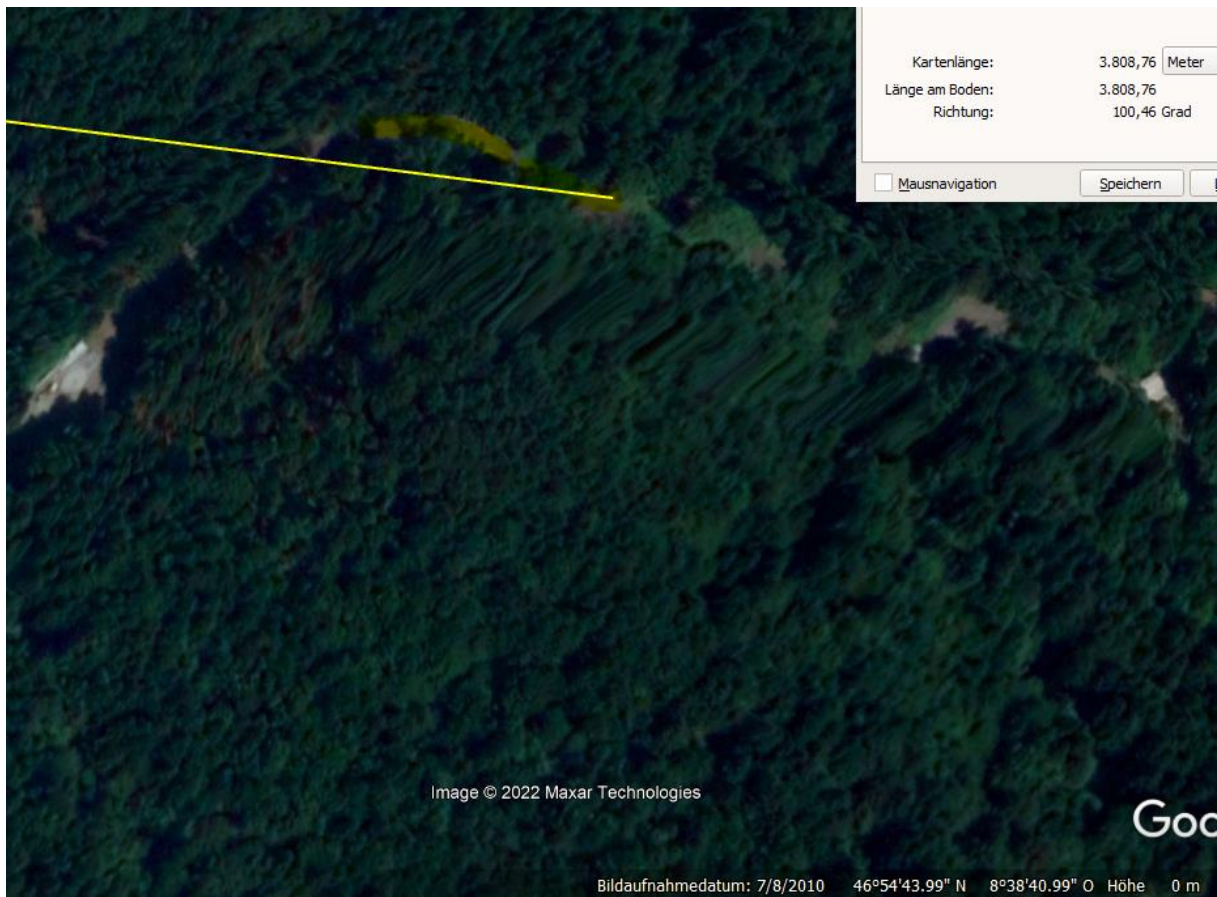 Kartenlänge: 3.808,76 Meter
Länge am Boden: 3.808,76
Richtung: 100,46 Grad
Mausnavigation Speichern
Image © 2022 Maxar Technologies
Goo
Bildaufnahmedatum: 7/8/2010 46°54'43.99" N 8°38'40.99" O Höhe 0 m